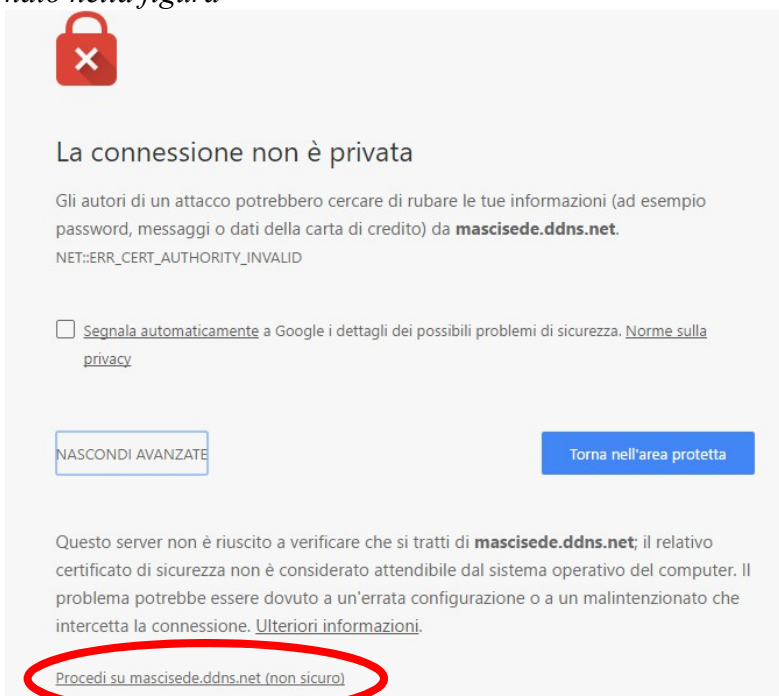 nella figura
La connessione non è privata
Gli autori di un attacco potrebbero cercare di rubare le tue informazioni (ad esempio
password, messaggi o dati della carta di credito) da mascisede.ddns.net.
NET::ERR_CERT_AUTHORITY_INVALID
Segnala automaticamente a Google i dettagli dei possibili problemi di sicurezza. Norme sulla
privacy
NASCONDI AVANZATE
Torna nell'area protetta
Questo server non è riuscito a verificare che si tratti di mascisede.ddns.net; il relativo
certificato di sicurezza non è considerato attendibile dal sistema operativo del computer. Il
problema potrebbe essere dovuto a un'errata configurazione o a un malintenzionato che
intercetta la connessione. Ulteriori informazioni.
Procedi su mascisede.ddns.net (non sicuro)